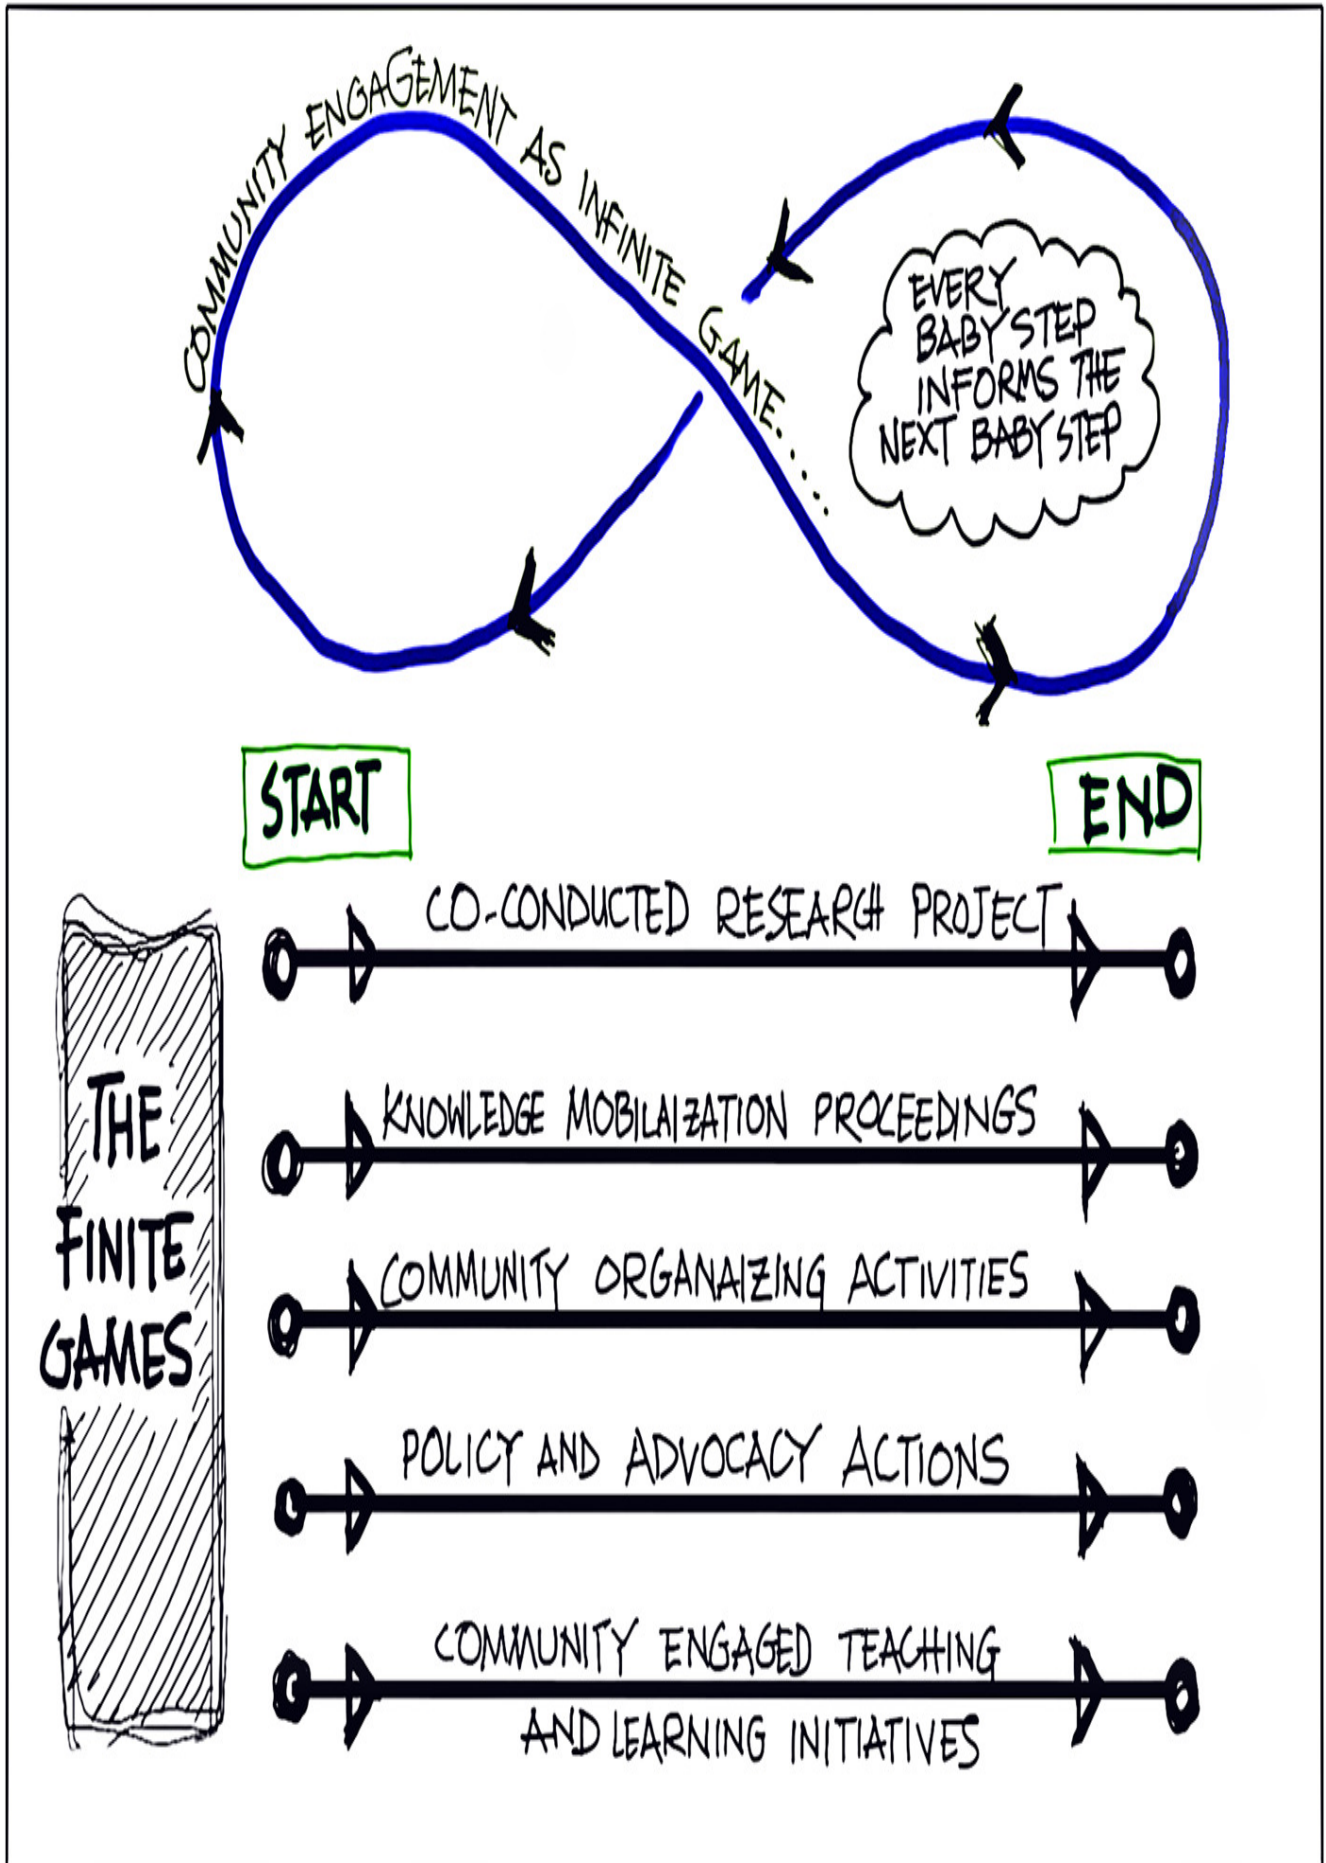 COMMUNITY ENGAGEMENT AS INFINITE GAME.....
EVERY
BABY STEP
INFORMS THE
NEXT BABY STEP
START
END
THE
FINITE
GAMES
CO-CONDUCTED RESEARCH PROJECT
KNOWLEDGE MOBILAIZATION PROCEEDINGS
COMMUNITY ORGANAIZING ACTIVITIES
POLICY AND ADVOCACY ACTIONS
COMMUNITY ENGAGED TEACHING
AND LEARNING INITIATIVES